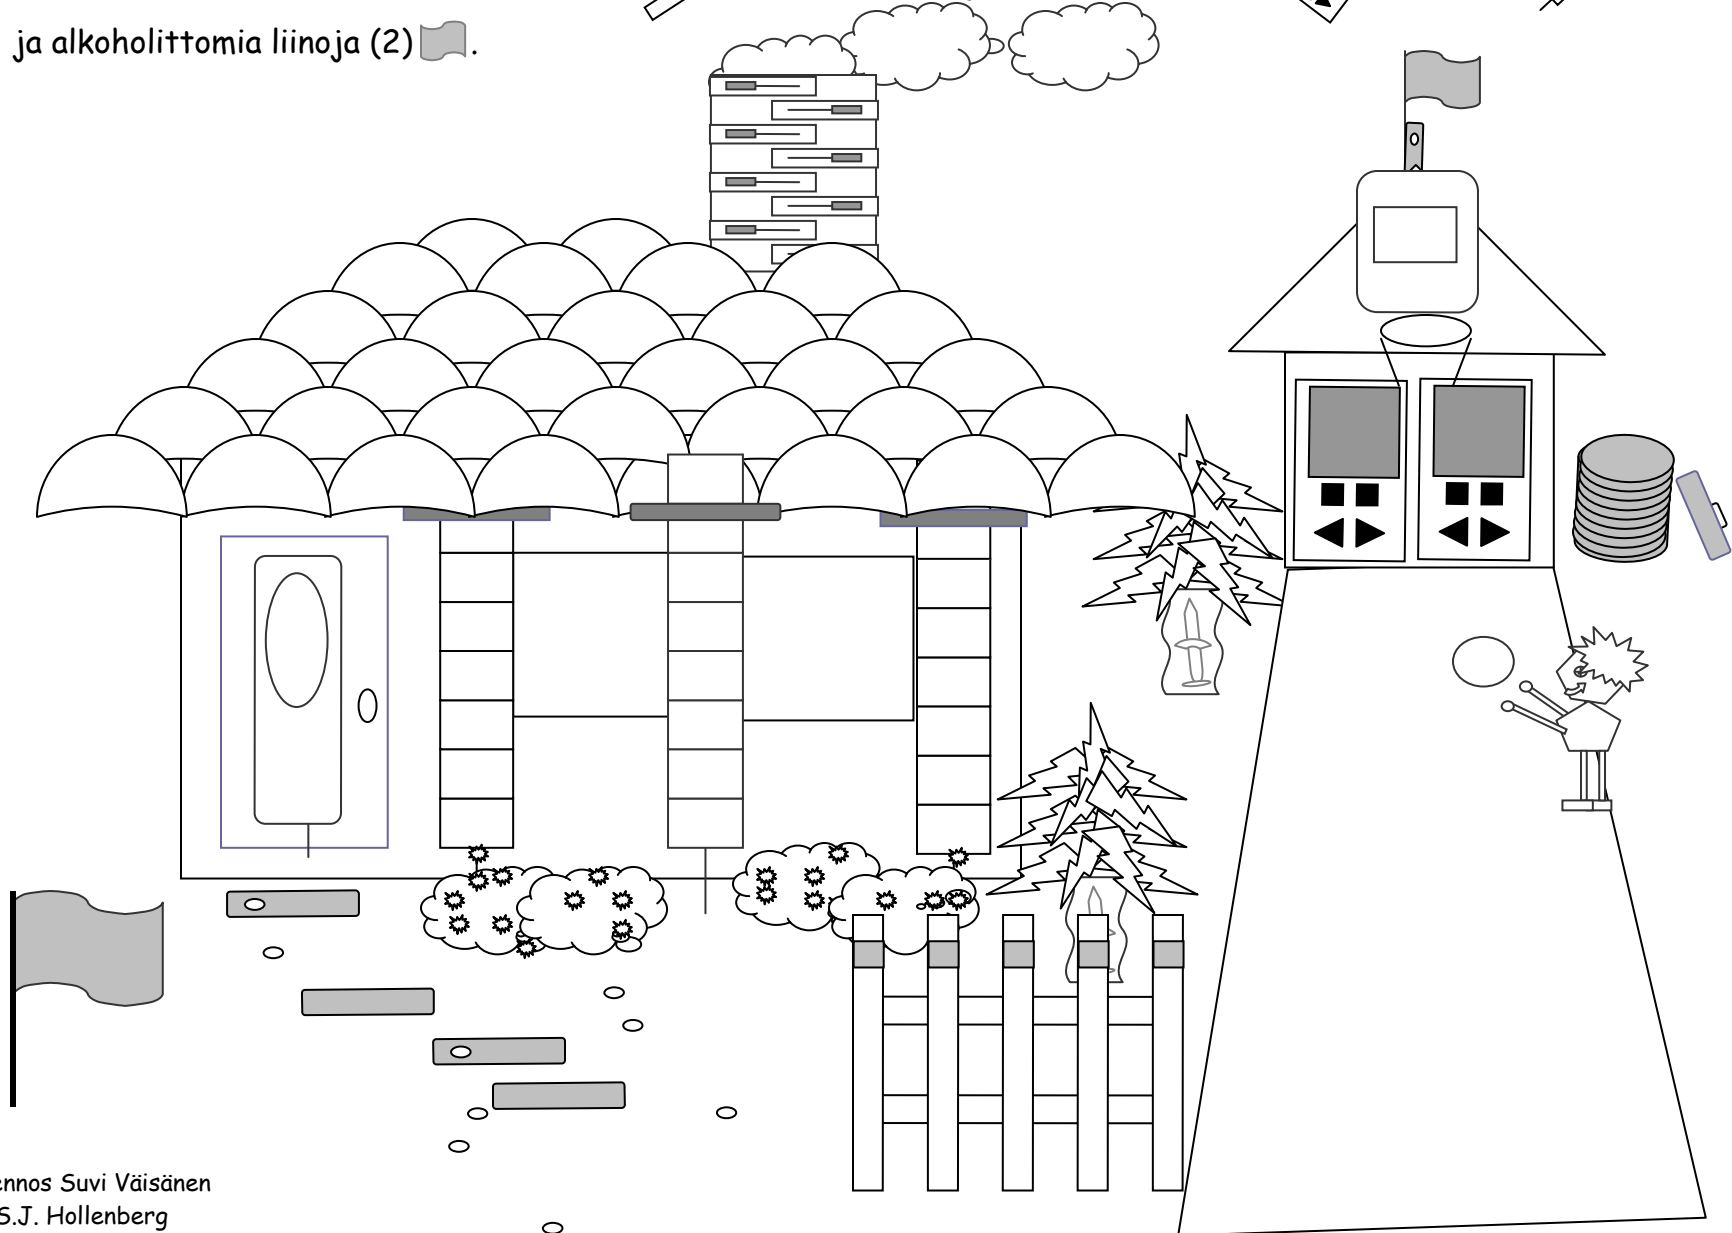 ja alkoholittomia liinoja (2) .
ennos Suvi Väisänen
S.J. Hollenberg